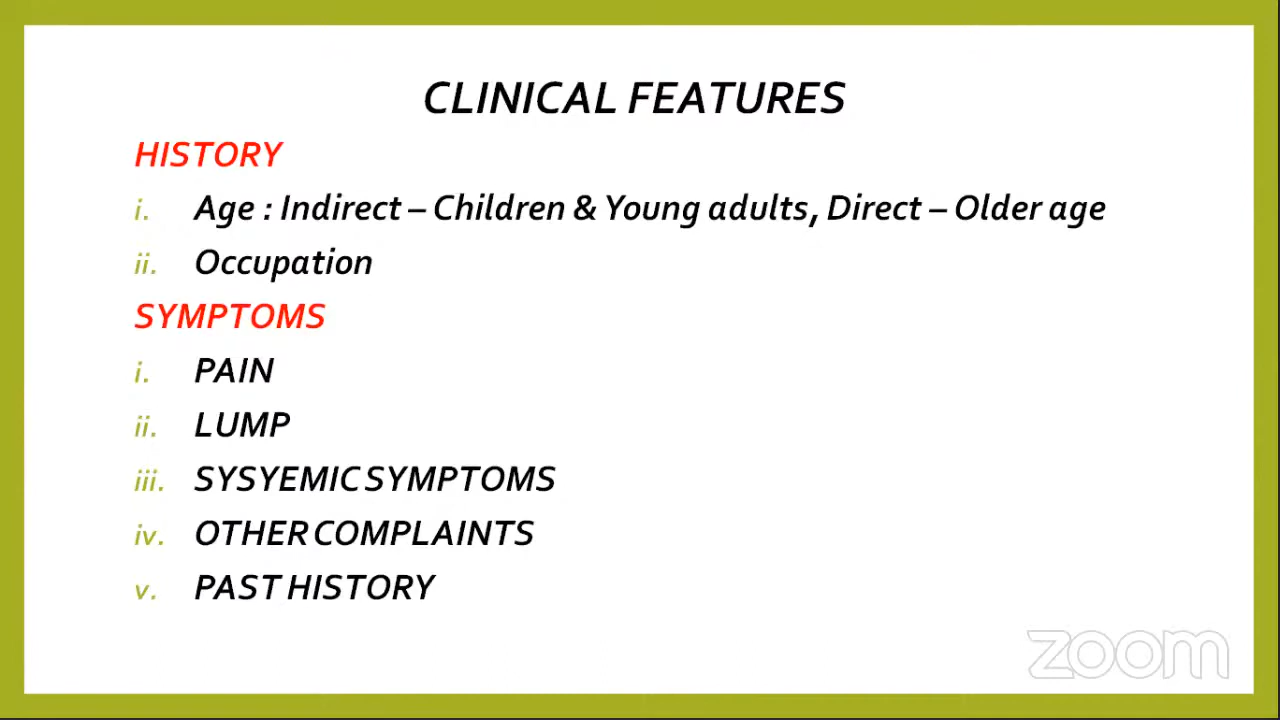 CLINICAL FEATURES
HISTORY
i. Age : Indirect – Children & Young adults, Direct – Older age
ii. Occupation
SYMPTOMS
i. PAIN
ii. LUMP
iii. SYSYEMIC SYMPTOMS
iv. OTHER COMPLAINTS
v. PAST HISTORY
zoom